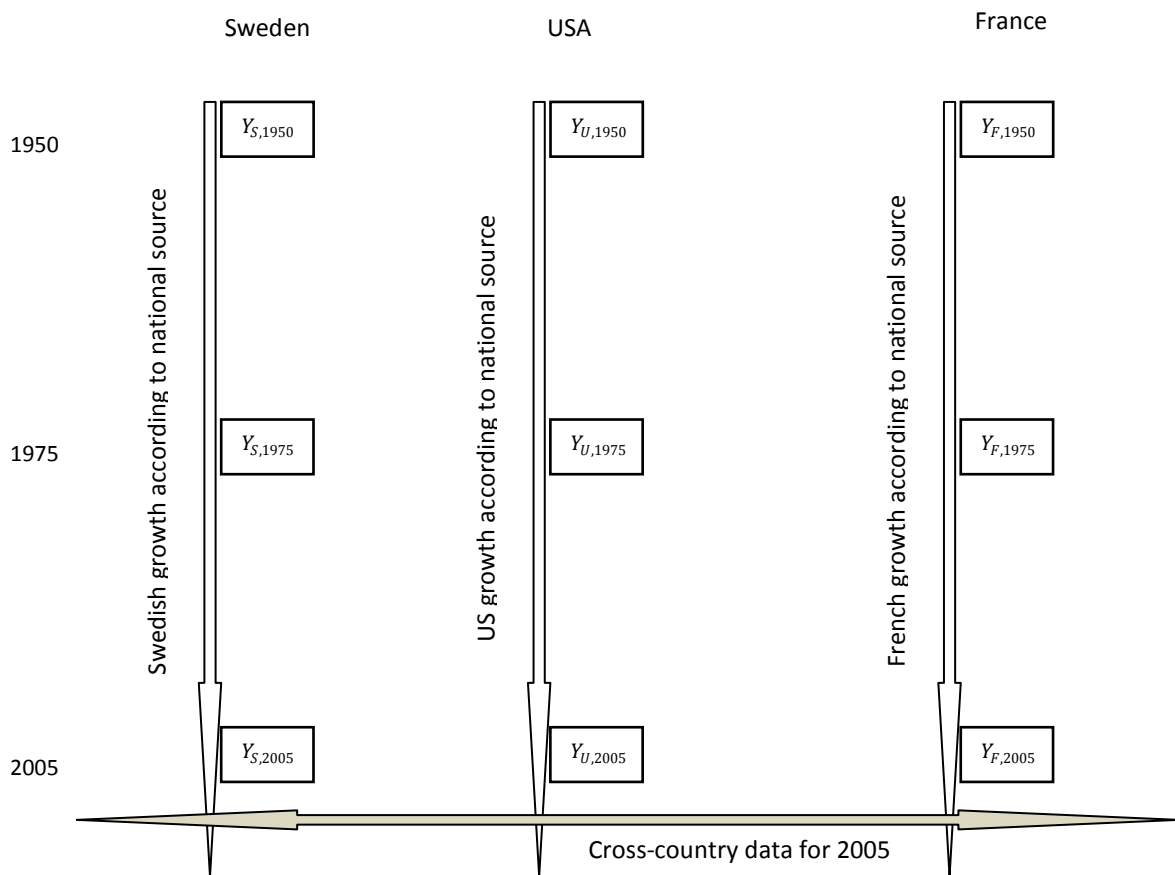 Sweden USA France
1950 Y_{S,1950} Y_{U,1950} Y_{F,1950}
Swedish growth according to national source
US growth according to national source
French growth according to national source
1975 Y_{S,1975} Y_{U,1975} Y_{F,1975}
2005 Y_{S,2005} Y_{U,2005} Y_{F,2005}
Cross-country data for 2005